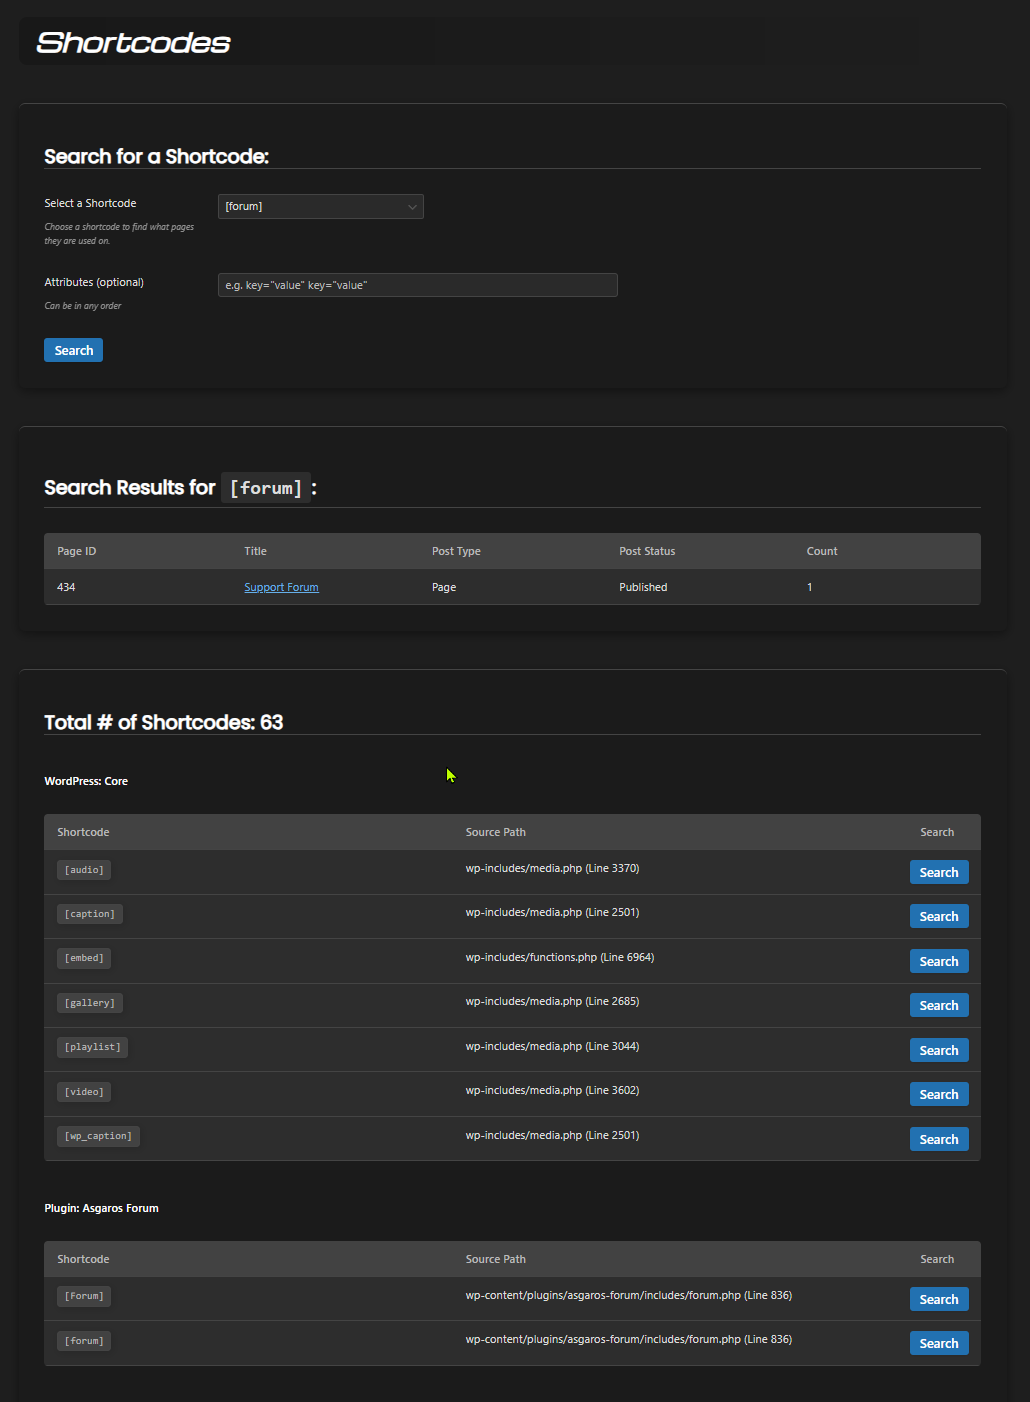 Shortcodes
Search for a Shortcode:
Select a Shortcode
[forum]
Choose a shortcode to find what pages
they are used on.
Attributes (optional)
e.g. key="value" key="value"
Can be in any order
Search
Search Results for [forum]:
Page ID Title Post Type Post Status Count
434 Support Forum Page Published 1
Total # of Shortcodes: 63
WordPress: Core
Shortcode Source Path Search
[audio] wp-includes/media.php (Line 3370) Search
[caption] wp-includes/media.php (Line 2501) Search
[embed] wp-includes/functions.php (Line 6964) Search
[gallery] wp-includes/media.php (Line 2685) Search
[playlist] wp-includes/media.php (Line 3044) Search
[video] wp-includes/media.php (Line 3602) Search
[wp_caption] wp-includes/media.php (Line 2501) Search
Plugin: Asgaros Forum
Shortcode Source Path Search
[Forum] wp-content/plugins/asgaros-forum/includes/forum.php (Line 836) Search
[forum] wp-content/plugins/asgaros-forum/includes/forum.php (Line 836) Search